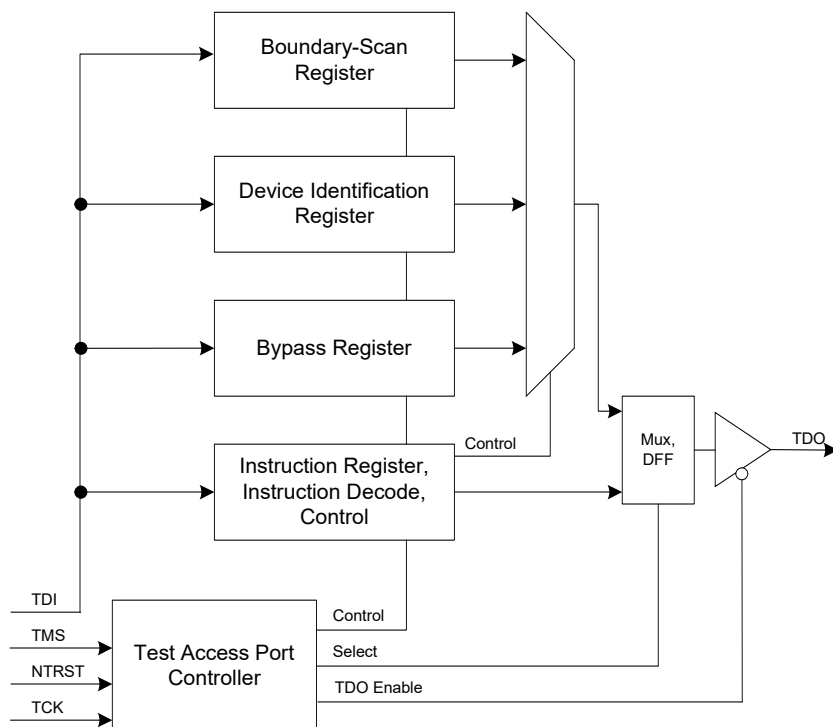 Boundary-Scan
Register
Device Identification
Register
Bypass Register
Control
Instruction Register,
Instruction Decode,
Control
Mux,
DFF
TDO
TDI
TMS
NTRST
TCK
Test Access Port
Controller
Control
Select
TDO Enable